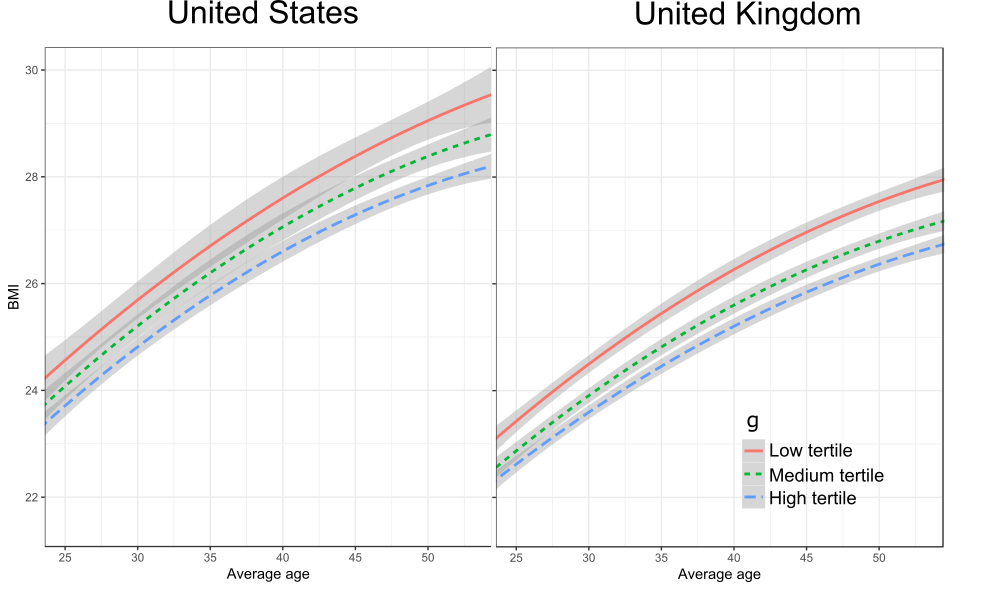 United States
United Kingdom
BMI
30
28
26
24
22
25 30 35 40 45 50
Average age
25 30 35 40 45 50
Average age
g
Low tertile
Medium tertile
High tertile